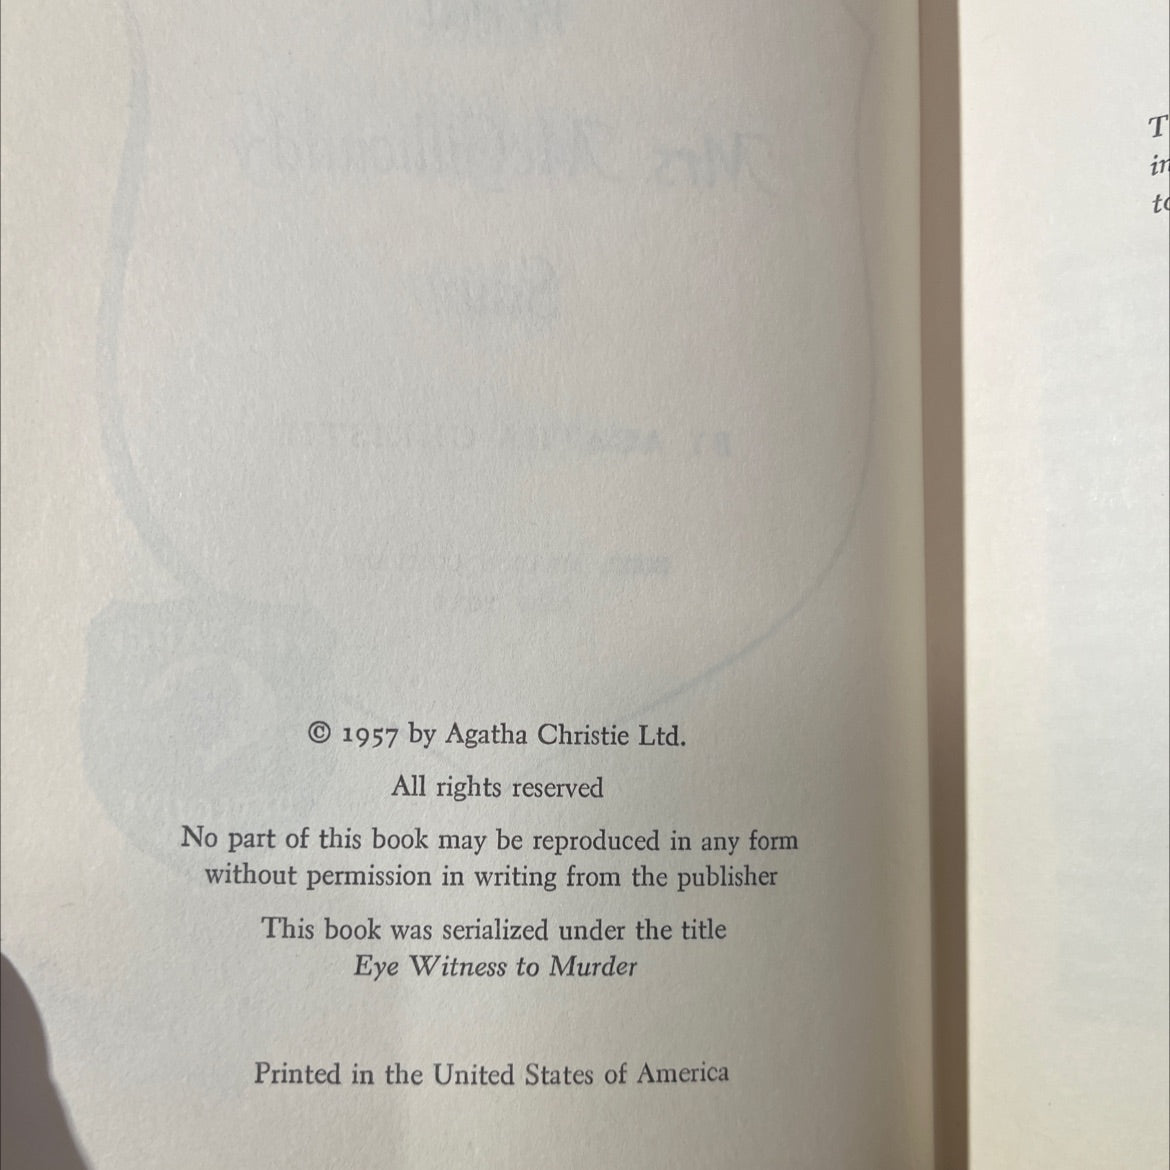 © 1957 by Agatha Christie Ltd.
All rights reserved
No part of this book may be reproduced in any form
without permission in writing from the publisher
This book was serialized under the title
Eye Witness to Murder
Printed in the United States of America
T
in
to